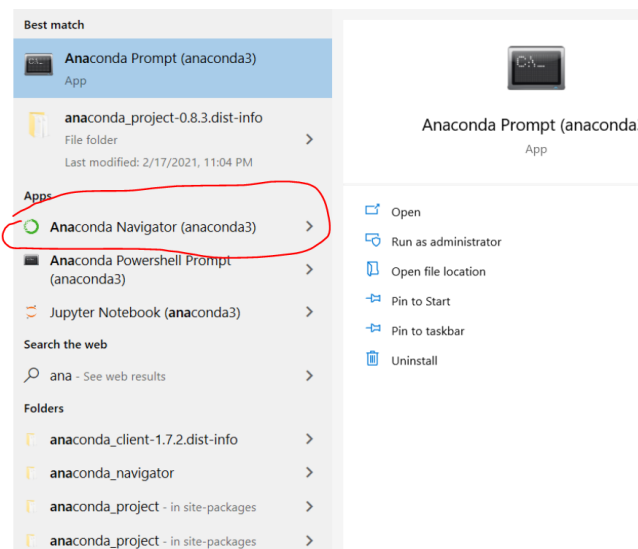 Best match
Anaconda Prompt (anaconda3)
App
anaconda_project-0.8.3.dist-info
File folder
Last modified: 2/17/2021, 11:04 PM
Apps
Anaconda Navigator (anaconda3)
Anaconda Powershell Prompt
(anaconda3)
Jupyter Notebook (anaconda3)
Search the web
ana - See web results
Folders
anaconda_client-1.7.2.dist-info
anaconda_navigator
anaconda_project - in site-packages
anaconda_project - in site-packages
Anaconda Prompt (anaconda
App
Open
Run as administrator
Open file location
Pin to Start
Pin to taskbar
Uninstall